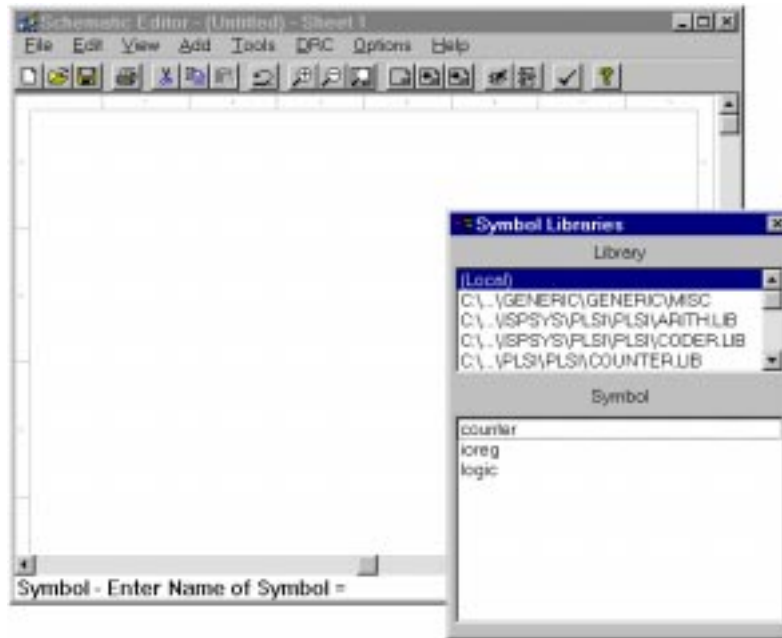 Schematic Editor - (Untitled) - Sheet 1
File Edit View Add Tools DRC Options Help
Symbol Libraries
Library
(Local)
C:\...\GENERIC\GENERIC\MISC
C:\...\ISPSYS\PLSI\PLSI\ARITH.LIB
C:\...\ISPSYS\PLSI\PLSI\CODER.LIB
C:\...\PLSI\PLSI\COUNTER.LIB
Symbol
counter
ioreg
logic
Symbol - Enter Name of Symbol =